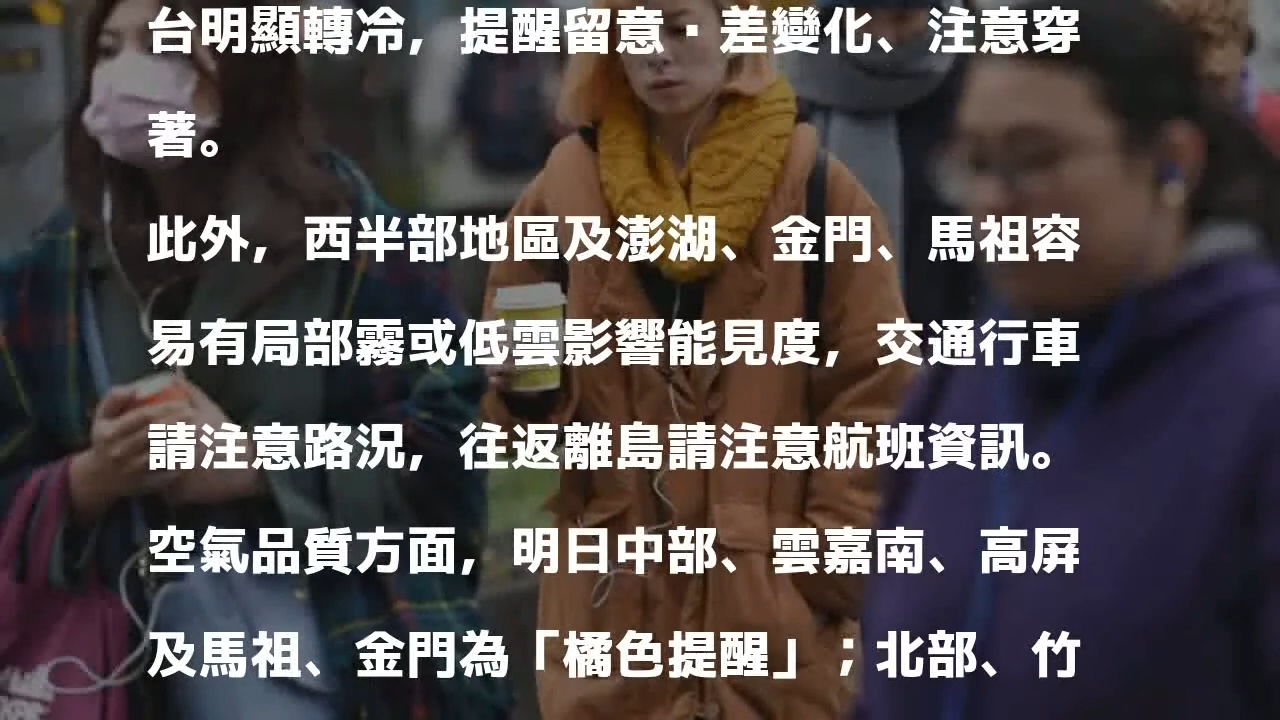 台明顯轉冷，提醒留意·差變化、注意穿
著。
此外，西半部地區及澎湖、金門、馬祖容
易有局部霧或低雲影響能見度，交通行車
請注意路況，往返離島請注意航班資訊。
空氣品質方面，明日中部、雲嘉南、高屏
及馬祖、金門為「橘色提醒」；北部、竹